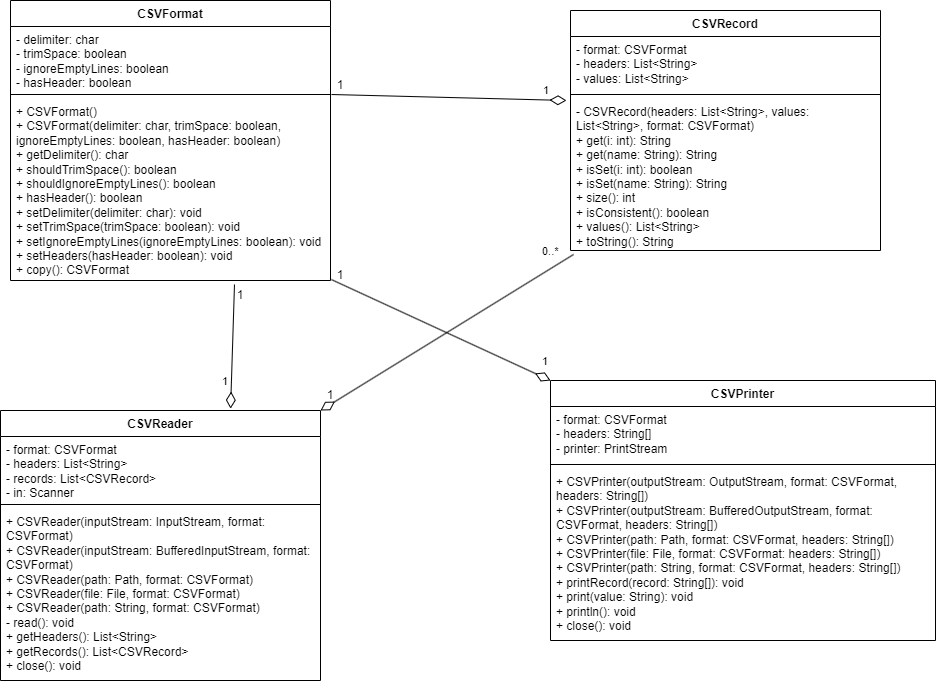 CSVFormat
- delimiter: char
- trimSpace: boolean
- ignoreEmptyLines: boolean
- hasHeader: boolean
+ CSVFormat()
+ CSVFormat(delimiter: char, trimSpace: boolean,
ignoreEmptyLines: boolean, hasHeader: boolean)
+ getDelimiter(): char
+ shouldTrimSpace(): boolean
+ shouldIgnoreEmptyLines(): boolean
+ hasHeader(): boolean
+ setDelimiter(delimiter: char): void
+ setTrimSpace(trimSpace: boolean): void
+ setIgnoreEmptyLines(ignoreEmptyLines: boolean): void
+ setHeaders(hasHeader: boolean): void
+ copy(): CSVFormat
1
1
CSVRecord
- format: CSVFormat
- headers: List<String>
- values: List<String>
- CSVRecord(headers: List<String>, values:
List<String>, format: CSVFormat)
+ get(i: int): String
+ get(name: String): String
+ isSet(i: int): boolean
+ isSet(name: String): String
+ size(): int
+ isConsistent(): boolean
+ values(): List<String>
+ toString(): String
0..*
1
1
1
1
1
CSVReader
- format: CSVFormat
- headers: List<String>
- records: List<CSVRecord>
- in: Scanner
+ CSVReader(inputStream: InputStream, format:
CSVFormat)
+ CSVReader(inputStream: BufferedInputStream, format:
CSVFormat)
+ CSVReader(path: Path, format: CSVFormat)
+ CSVReader(file: File, format: CSVFormat)
+ CSVReader(path: String, format: CSVFormat)
- read(): void
+ getHeaders(): List<String>
+ getRecords(): List<CSVRecord>
+ close(): void
CSVPrinter
- format: CSVFormat
- headers: String[]
- printer: PrintStream
+ CSVPrinter(outputStream: OutputStream, format: CSVFormat,
headers: String[])
+ CSVPrinter(outputStream: BufferedOutputStream, format:
CSVFormat, headers: String[])
+ CSVPrinter(path: Path, format: CSVFormat, headers: String[])
+ CSVPrinter(file: File, format: CSVFormat: headers: String[])
+ CSVPrinter(path: String, format: CSVFormat, headers: String[])
+ printRecord(record: String[]): void
+ print(value: String): void
+ println(): void
+ close(): void